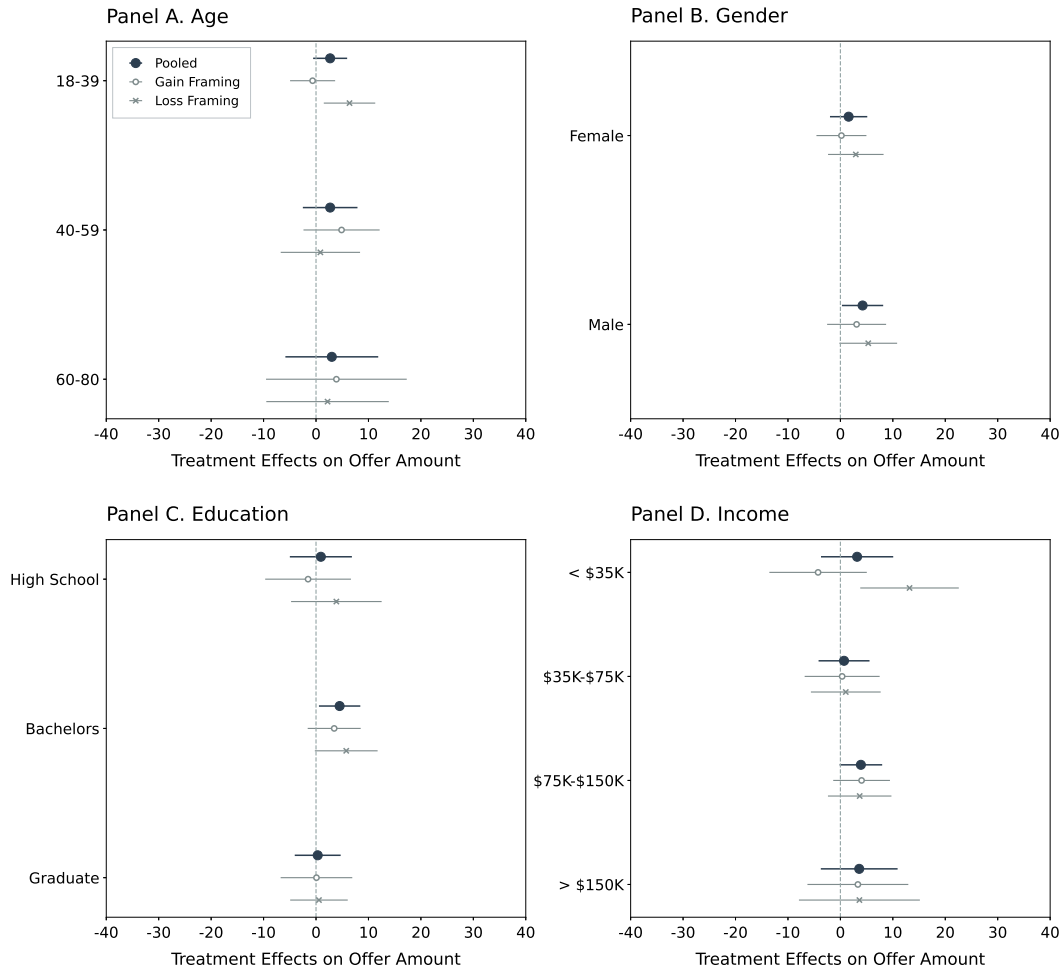 Panel A. Age
Pooled
Gain Framing
Loss Framing
18-39
40-59
60-80
-40 -30 -20 -10 0 10 20 30 40
Treatment Effects on Offer Amount
Panel B. Gender
Female
Male
-40 -30 -20 -10 0 10 20 30 40
Treatment Effects on Offer Amount
Panel C. Education
High School
Bachelors
Graduate
-40 -30 -20 -10 0 10 20 30 40
Treatment Effects on Offer Amount
Panel D. Income
< $35K
$35K-$75K
$75K-$150K
> $150K
-40 -30 -20 -10 0 10 20 30 40
Treatment Effects on Offer Amount